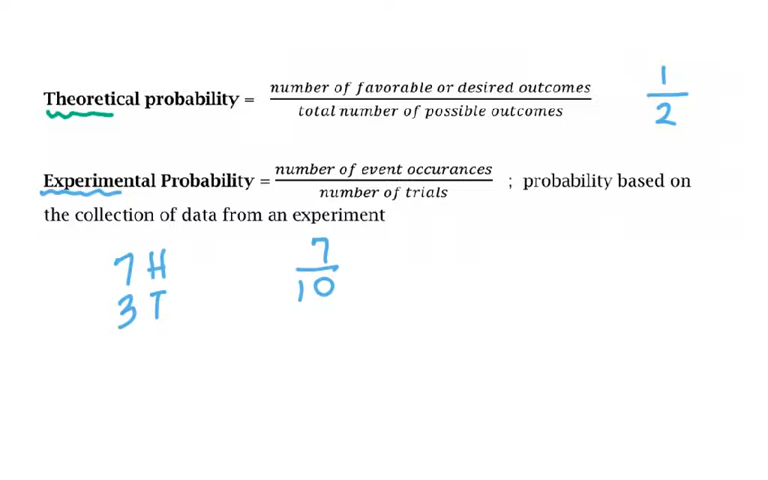 Theoretical probability = number of favorable or desired outcomes / total number of possible outcomes 1/2
Experimental Probability = number of event occurances / number of trials ; probability based on
the collection of data from an experiment
7 H 7/10
3 T